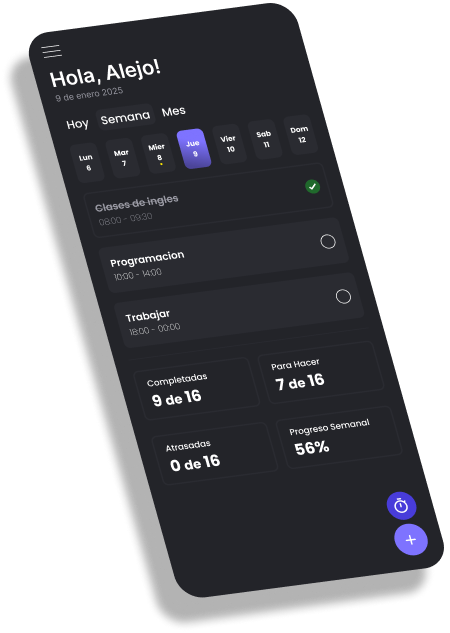 Hola, Alejo!
9 de enero 2025
Hoy Semana Mes
Lun Mar Mier Jue Vier Sab Dom
6 7 8 9 10 11 12
Clases de ingles
08:00 - 09:30
Programacion
10:00 - 14:00
Trabajar
18:00 - 00:00
Completadas Para Hacer
9 de 16 7 de 16
Atrasadas Progreso Semanal
0 de 16 56%